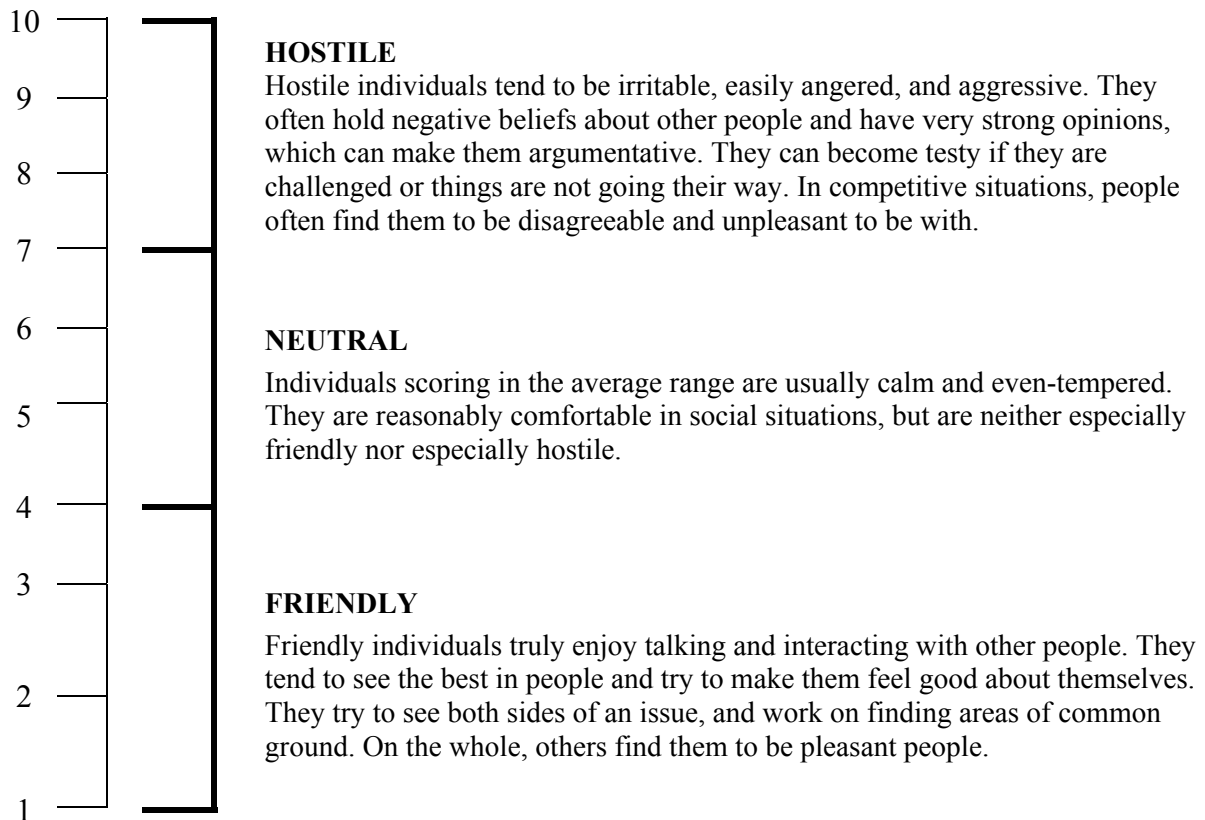 10
HOSTILE
Hostile individuals tend to be irritable, easily angered, and aggressive. They
9
often hold negative beliefs about other people and have very strong opinions,
which can make them argumentative. They can become testy if they are
8
challenged or things are not going their way. In competitive situations, people
often find them to be disagreeable and unpleasant to be with.
7
6
NEUTRAL
Individuals scoring in the average range are usually calm and even-tempered.
5
They are reasonably comfortable in social situations, but are neither especially
friendly nor especially hostile.
4
3
FRIENDLY
Friendly individuals truly enjoy talking and interacting with other people. They
tend to see the best in people and try to make them feel good about themselves.
2
They try to see both sides of an issue, and work on finding areas of common
ground. On the whole, others find them to be pleasant people.
1